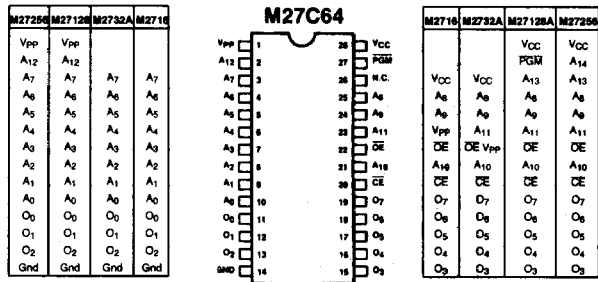 M27C64
M27256 M27128 M2732A M2716
VPP VPP
A12 A12
A7 A7 A7 A7
A6 A6 A6 A6
A5 A5 A5 A5
A4 A4 A4 A4
A3 A3 A3 A3
A2 A2 A2 A2
A1 A1 A1 A1
A0 A0 A0 A0
O0 O0 O0 O0
O1 O1 O1 O1
O2 O2 O2 O2
Gnd Gnd Gnd Gnd
VPP 1 28 VCC
A12 2 27 PGM
A7 3 26 N.C.
A6 4 25 A8
A5 5 24 A9
A4 6 23 A11
A3 7 22 OE
A2 8 21 A10
A1 9 20 CE
A0 10 19 O7
O0 11 18 O6
O1 12 17 O5
O2 13 16 O4
GND 14 15 O3
M2716 M2732A M27128A M27256
VCC VCC
PGM A14
VCC VCC A13 A13
A8 A8 A8 A8
A9 A9 A9 A9
VPP A11 A11 A11
OE OE VPP OE OE
A10 A10 A10 A10
CE CE CE CE
O7 O7 O7 O7
O6 O6 O6 O6
O5 O5 O5 O5
O4 O4 O4 O4
O3 O3 O3 O3